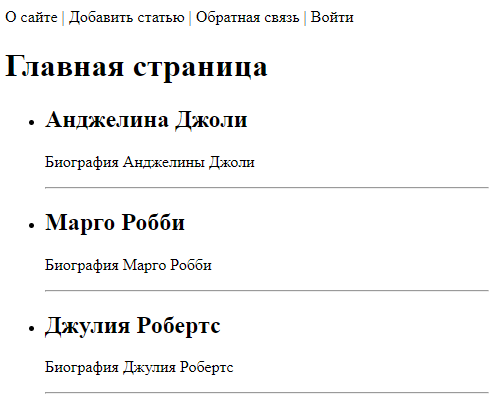 О сайте | Добавить статью | Обратная связь | Войти
Главная страница
Анджелина Джоли
Биография Анджелины Джоли
Марго Робби
Биография Марго Робби
Джулия Робертс
Биография Джулия Робертс